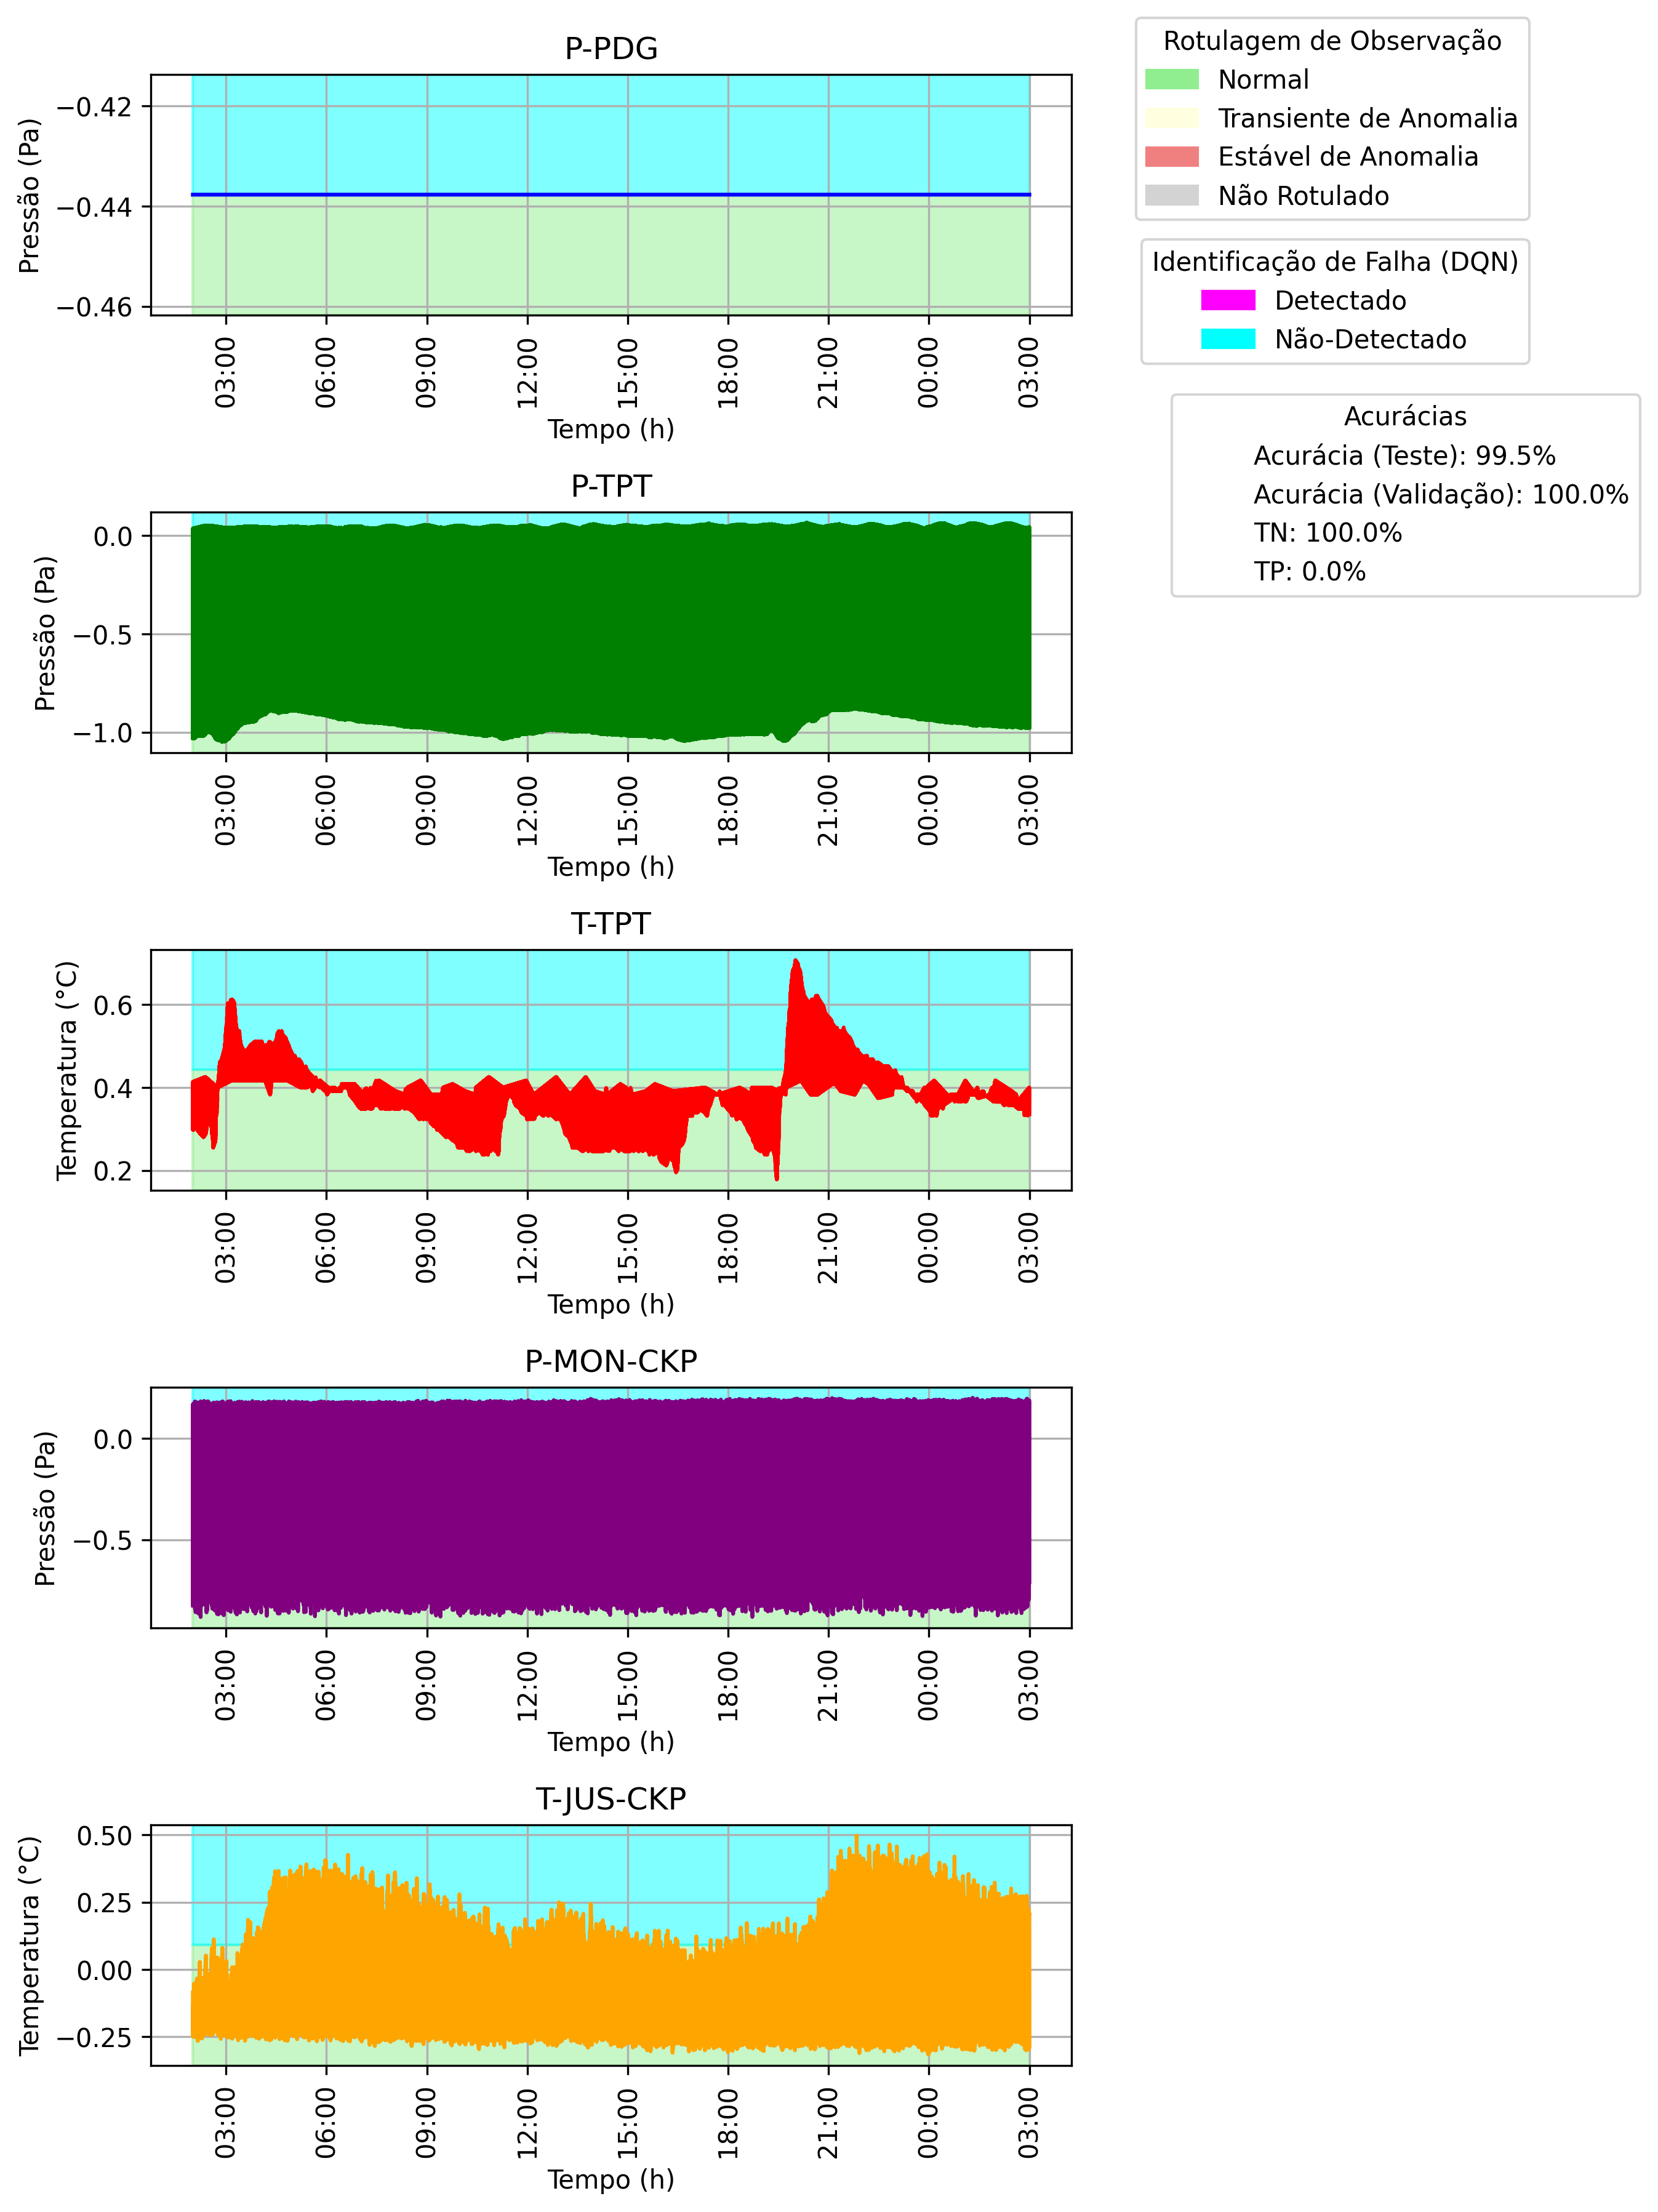 P-PDG
Pressão (Pa)
−0.42
−0.44
−0.46
03:00 06:00 09:00 12:00 15:00 18:00 21:00 00:00 03:00
Tempo (h)
Rotulagem de Observação
Normal
Transiente de Anomalia
Estável de Anomalia
Não Rotulado
Identificação de Falha (DQN)
Detectado
Não-Detectado
Acurácias
Acurácia (Teste): 99.5%
Acurácia (Validação): 100.0%
TN: 100.0%
TP: 0.0%
P-TPT
Pressão (Pa)
0.0
−0.5
−1.0
03:00 06:00 09:00 12:00 15:00 18:00 21:00 00:00 03:00
Tempo (h)
T-TPT
Temperatura (°C)
0.6
0.4
0.2
03:00 06:00 09:00 12:00 15:00 18:00 21:00 00:00 03:00
Tempo (h)
P-MON-CKP
Pressão (Pa)
0.0
−0.5
03:00 06:00 09:00 12:00 15:00 18:00 21:00 00:00 03:00
Tempo (h)
T-JUS-CKP
Temperatura (°C)
0.50
0.25
0.00
−0.25
03:00 06:00 09:00 12:00 15:00 18:00 21:00 00:00 03:00
Tempo (h)